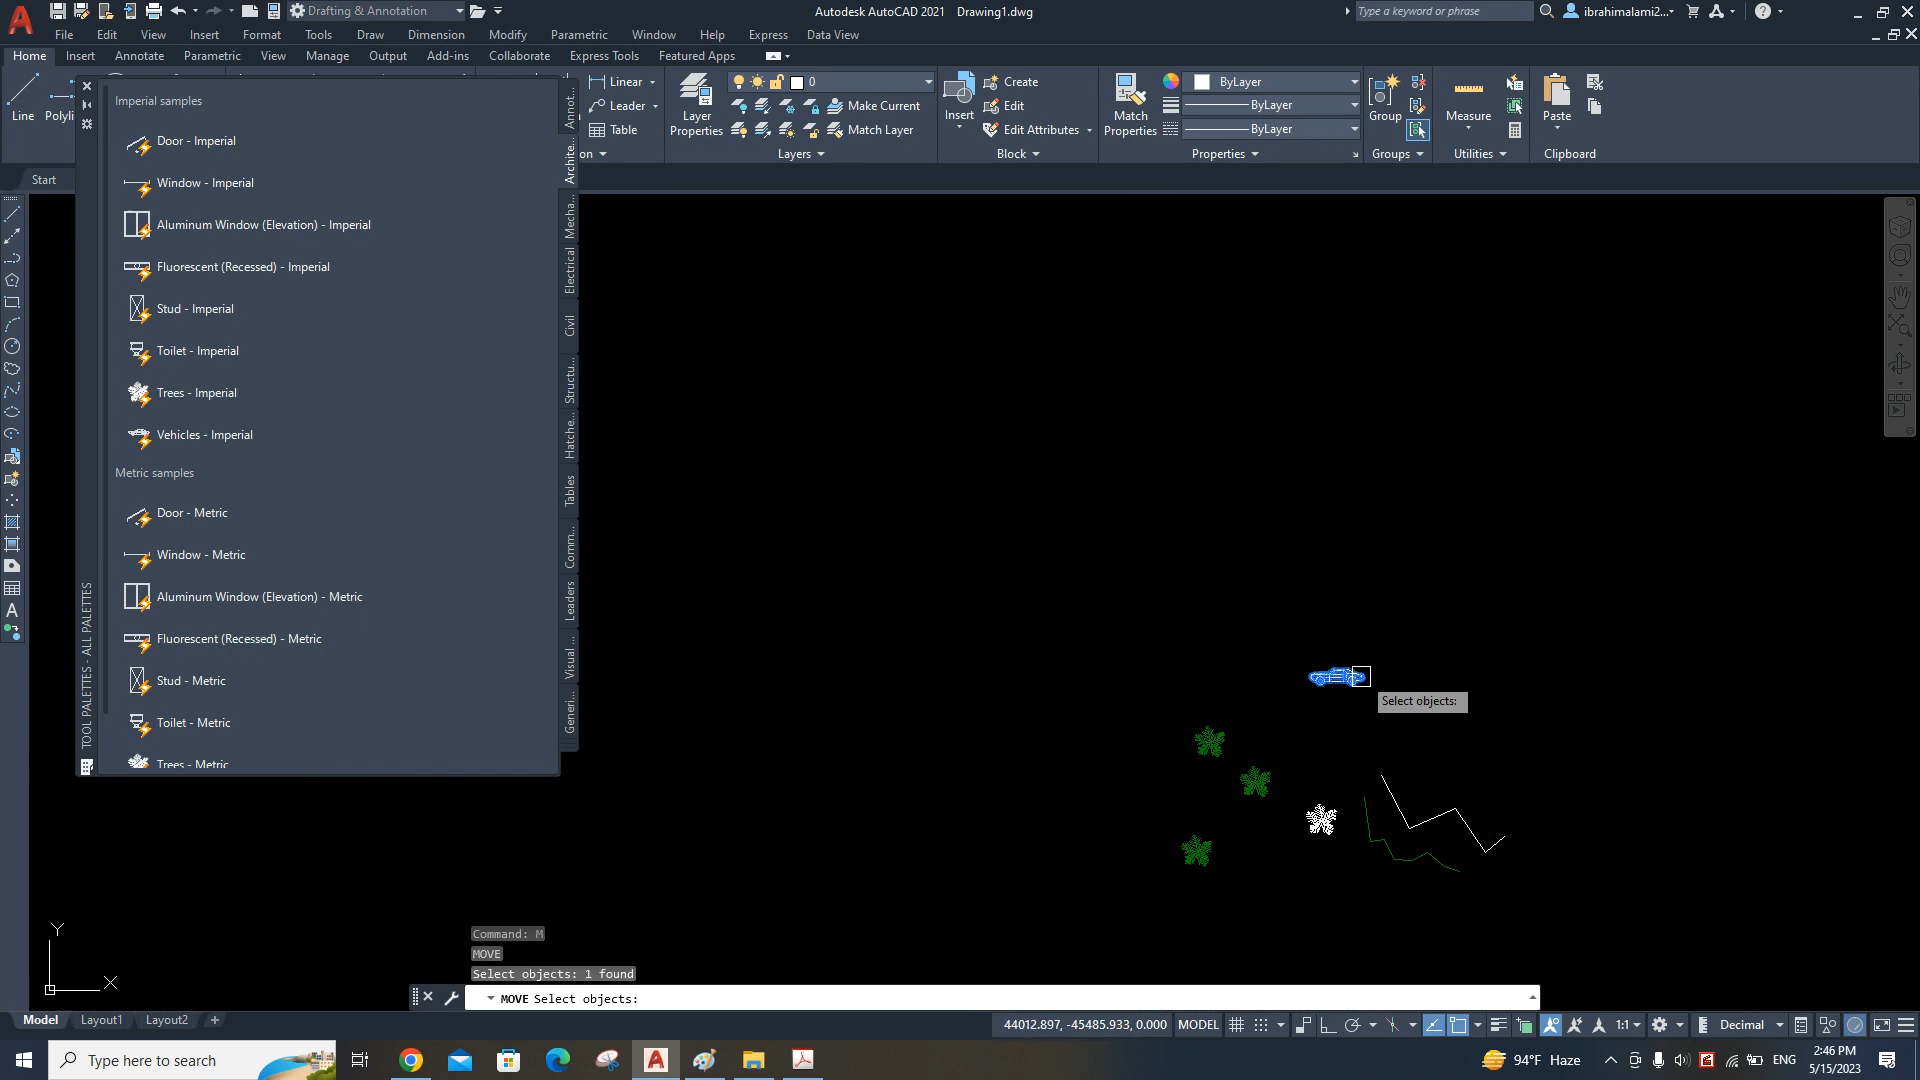 Drafting & Annotation
Autodesk AutoCAD 2021 Drawing1.dwg
Type a keyword or phrase
ibrahimalami2...
File Edit View Insert Format Tools Draw Dimension Modify Parametric Window Help Express Data View
Home Insert Annotate Parametric View Manage Output Add-ins Collaborate Express Tools Featured Apps
Line Polyli
Linear
Leader
Table
Layer
Properties
0
Make Current
Match Layer
Layers
Insert
Create
Edit
Edit Attributes
Block
Match
Properties
ByLayer
ByLayer
ByLayer
Properties
Group
Groups
Measure
Utilities
Paste
Clipboard
Start
Imperial samples
Door - Imperial
Window - Imperial
Aluminum Window (Elevation) - Imperial
Fluorescent (Recessed) - Imperial
Stud - Imperial
Toilet - Imperial
Trees - Imperial
Vehicles - Imperial
Metric samples
Door - Metric
Window - Metric
Aluminum Window (Elevation) - Metric
Fluorescent (Recessed) - Metric
Stud - Metric
Toilet - Metric
Trees - Metric
TOOL PALETTES - ALL PALETTES
Annot...
Archite...
Mecha...
Electrical
Civil
Structu...
Hatche...
Tables
Comm...
Leaders
Visual ...
Generi...
Select objects:
Y
X
Command: M
MOVE
Select objects: 1 found
MOVE Select objects:
Model Layout1 Layout2
44012.897, -45485.933, 0.000 MODEL
1:1
Decimal
Type here to search
94°F Haze
ENG
2:46 PM
5/15/2023